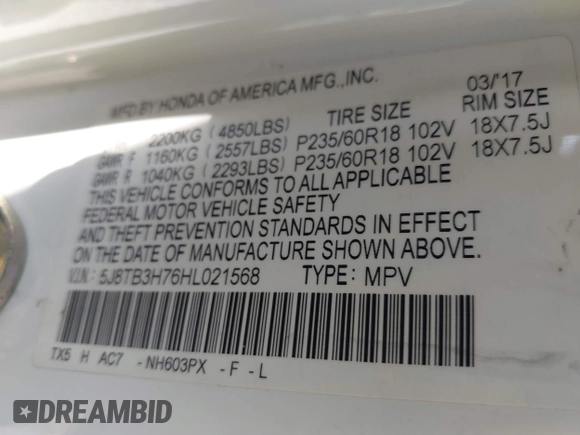 MFD.BY HONDA OF AMERICA MFG.,INC. 03/'17
2200KG (4850LBS) TIRE SIZE RIM SIZE
GAWR F 1160KG (2557LBS) P235/60R18 102V 18X7.5J
GAWR R 1040KG (2293LBS) P235/60R18 102V 18X7.5J
THIS VEHICLE CONFORMS TO ALL APPLICABLE
FEDERAL MOTOR VEHICLE SAFETY
AND THEFT PREVENTION STANDARDS IN EFFECT
ON THE DATE OF MANUFACTURE SHOWN ABOVE.
V.I.N.: 5J8TB3H76HL021568 TYPE: MPV
TX5 H AC7 -NH603PX -F -L
DREAMBID